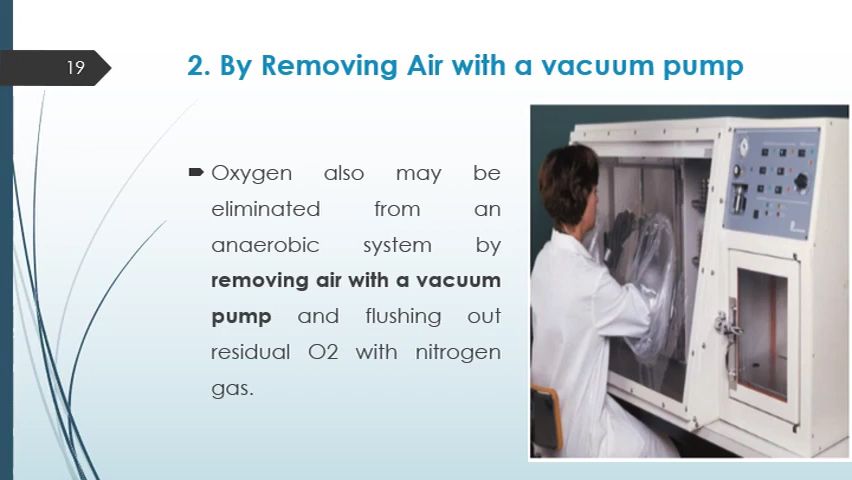 19
2. By Removing Air with a vacuum pump
Oxygen also may be
eliminated from an
anaerobic system by
removing air with a vacuum
pump and flushing out
residual O2 with nitrogen
gas.